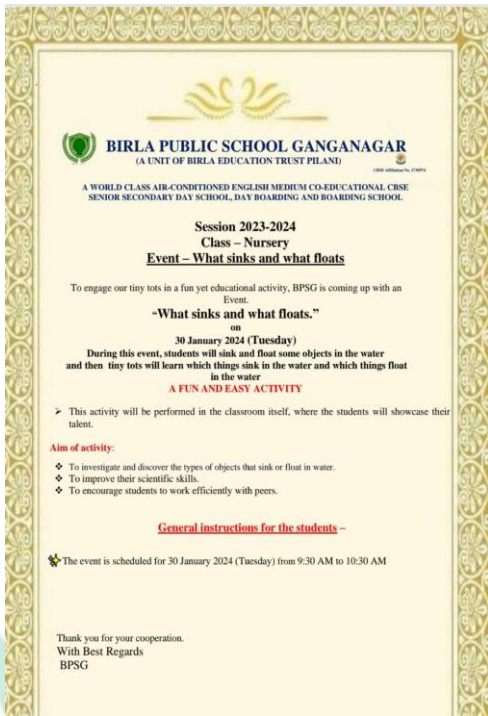 BIRLA PUBLIC SCHOOL GANGANAGAR
(A UNIT OF BIRLA EDUCATION TRUST PILANI)
A WORLD CLASS AIR-CONDITIONED ENGLISH MEDIUM CO-EDUCATIONAL CBSE
SENIOR SECONDARY DAY SCHOOL, DAY BOARDING AND BOARDING SCHOOL
Session 2023-2024
Class – Nursery
Event – What sinks and what floats
To engage our tiny tots in a fun yet educational activity, BPSG is coming up with an
Event.
“What sinks and what floats.”
on
30 January 2024 (Tuesday)
During this event, students will sink and float some objects in the water
and then tiny tots will learn which things sink in the water and which things float
in the water
A FUN AND EASY ACTIVITY
➢ This activity will be performed in the classroom itself, where the students will showcase their
talent.
Aim of activity:
❖ To investigate and discover the types of objects that sink or float in water.
❖ To improve their scientific skills.
❖ To encourage students to work efficiently with peers.
General instructions for the students –
The event is scheduled for 30 January 2024 (Tuesday) from 9:30 AM to 10:30 AM
Thank you for your cooperation.
With Best Regards
BPSG